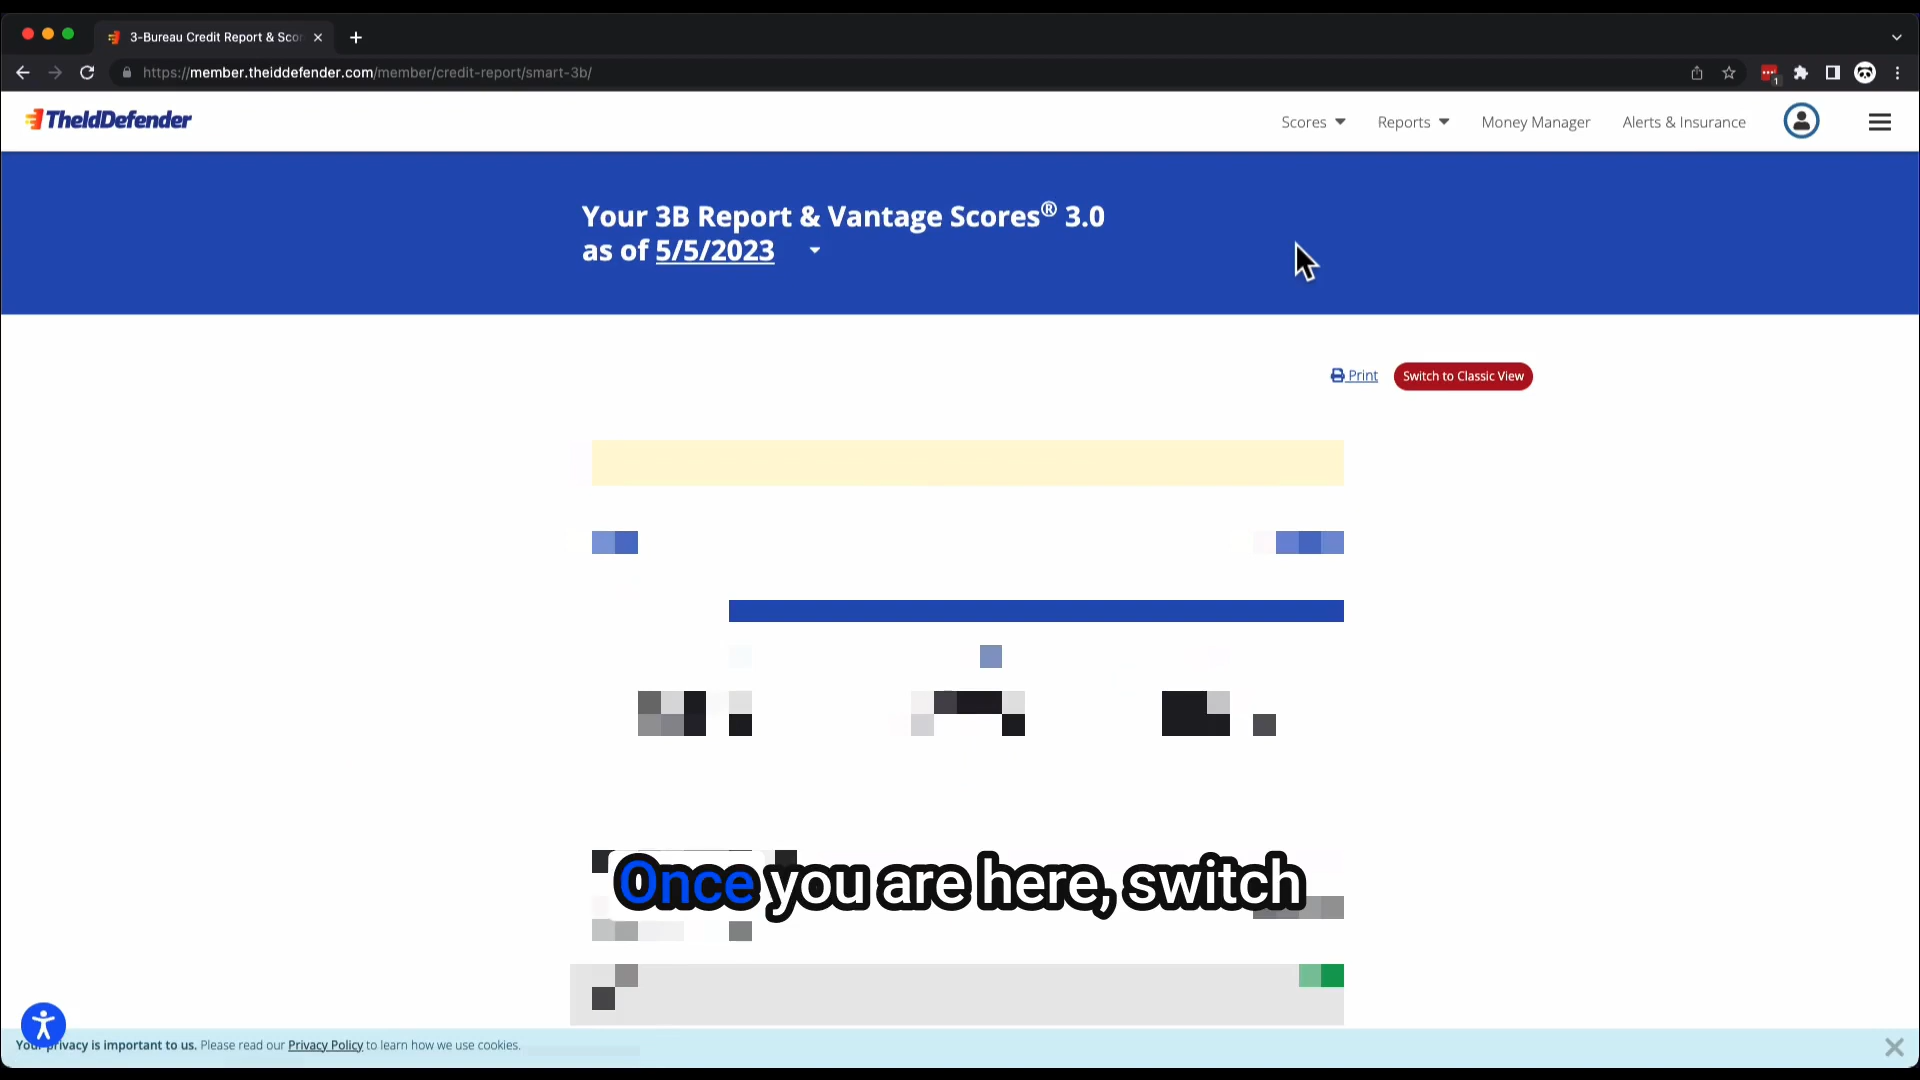 3-Bureau Credit Report & Sco
https://member.theiddefender.com/member/credit-report/smart-3b/
1
TheIdDefender
Scores
Reports
Money Manager
Alerts & Insurance
Your 3B Report & Vantage Scores® 3.0
as of 5/5/2023
Print
Switch to Classic View
Once you are here, switch
Your privacy is important to us. Please read our Privacy Policy to learn how we use cookies.